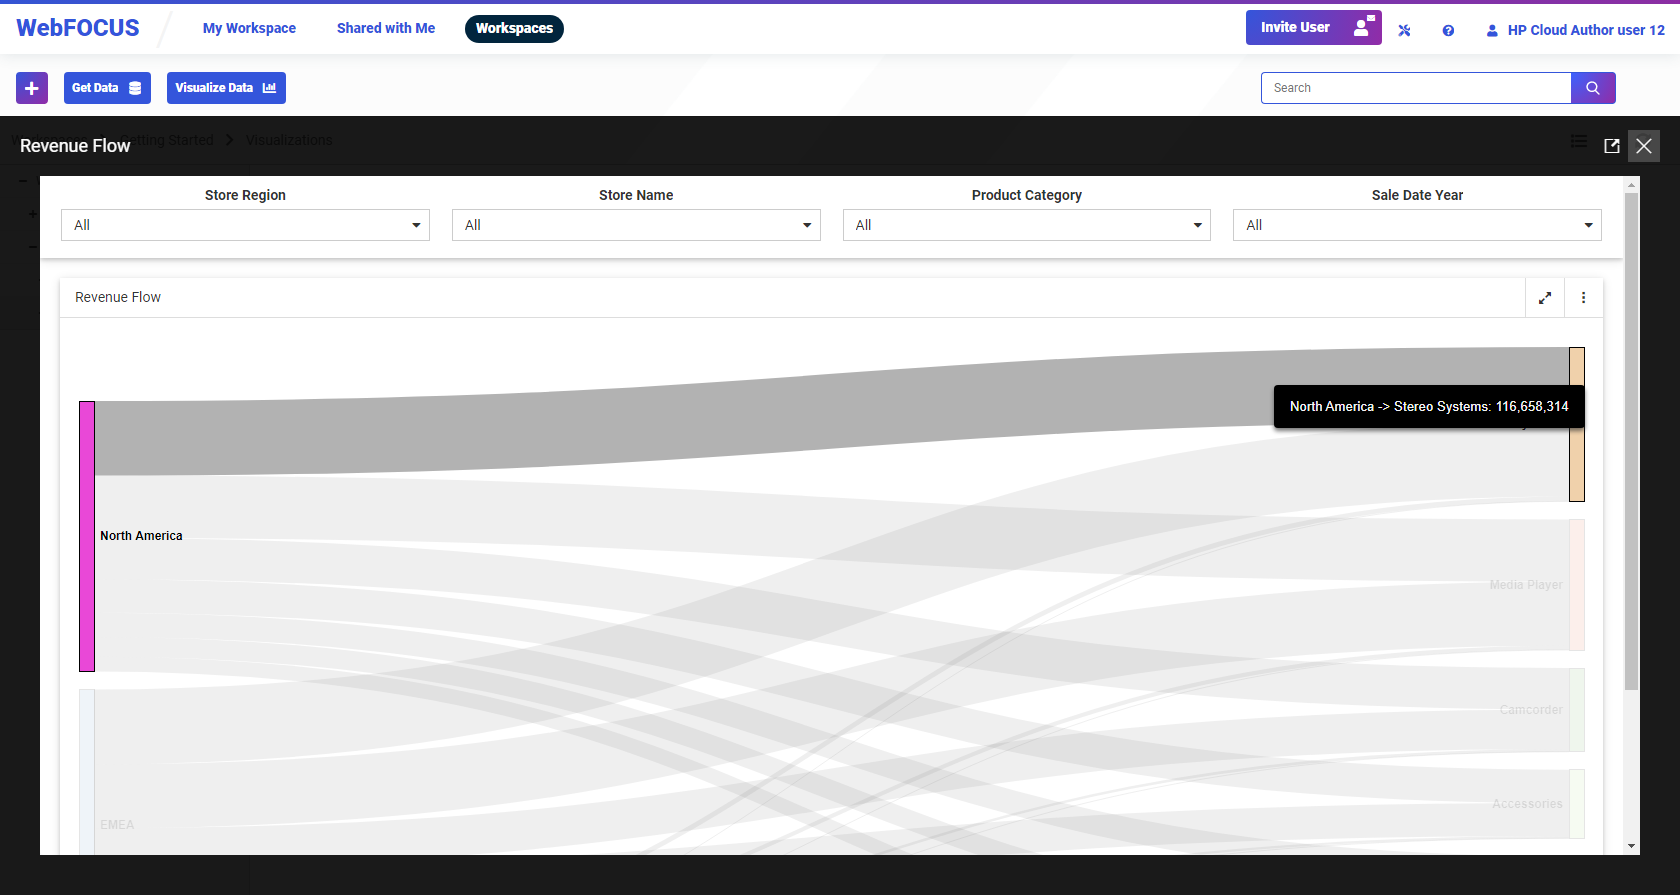 WebFOCUS
My Workspace
Shared with Me
Workspaces
Invite User
HP Cloud Author user 12
Get Data
Visualize Data
Search
Getting Started
Visualizations
Revenue Flow
Store Region
Store Name
Product Category
Sale Date Year
All
All
All
All
Revenue Flow
North America -> Stereo Systems: 116,658,314
North America
Media Player
Camcorder
Accessories
EMEA